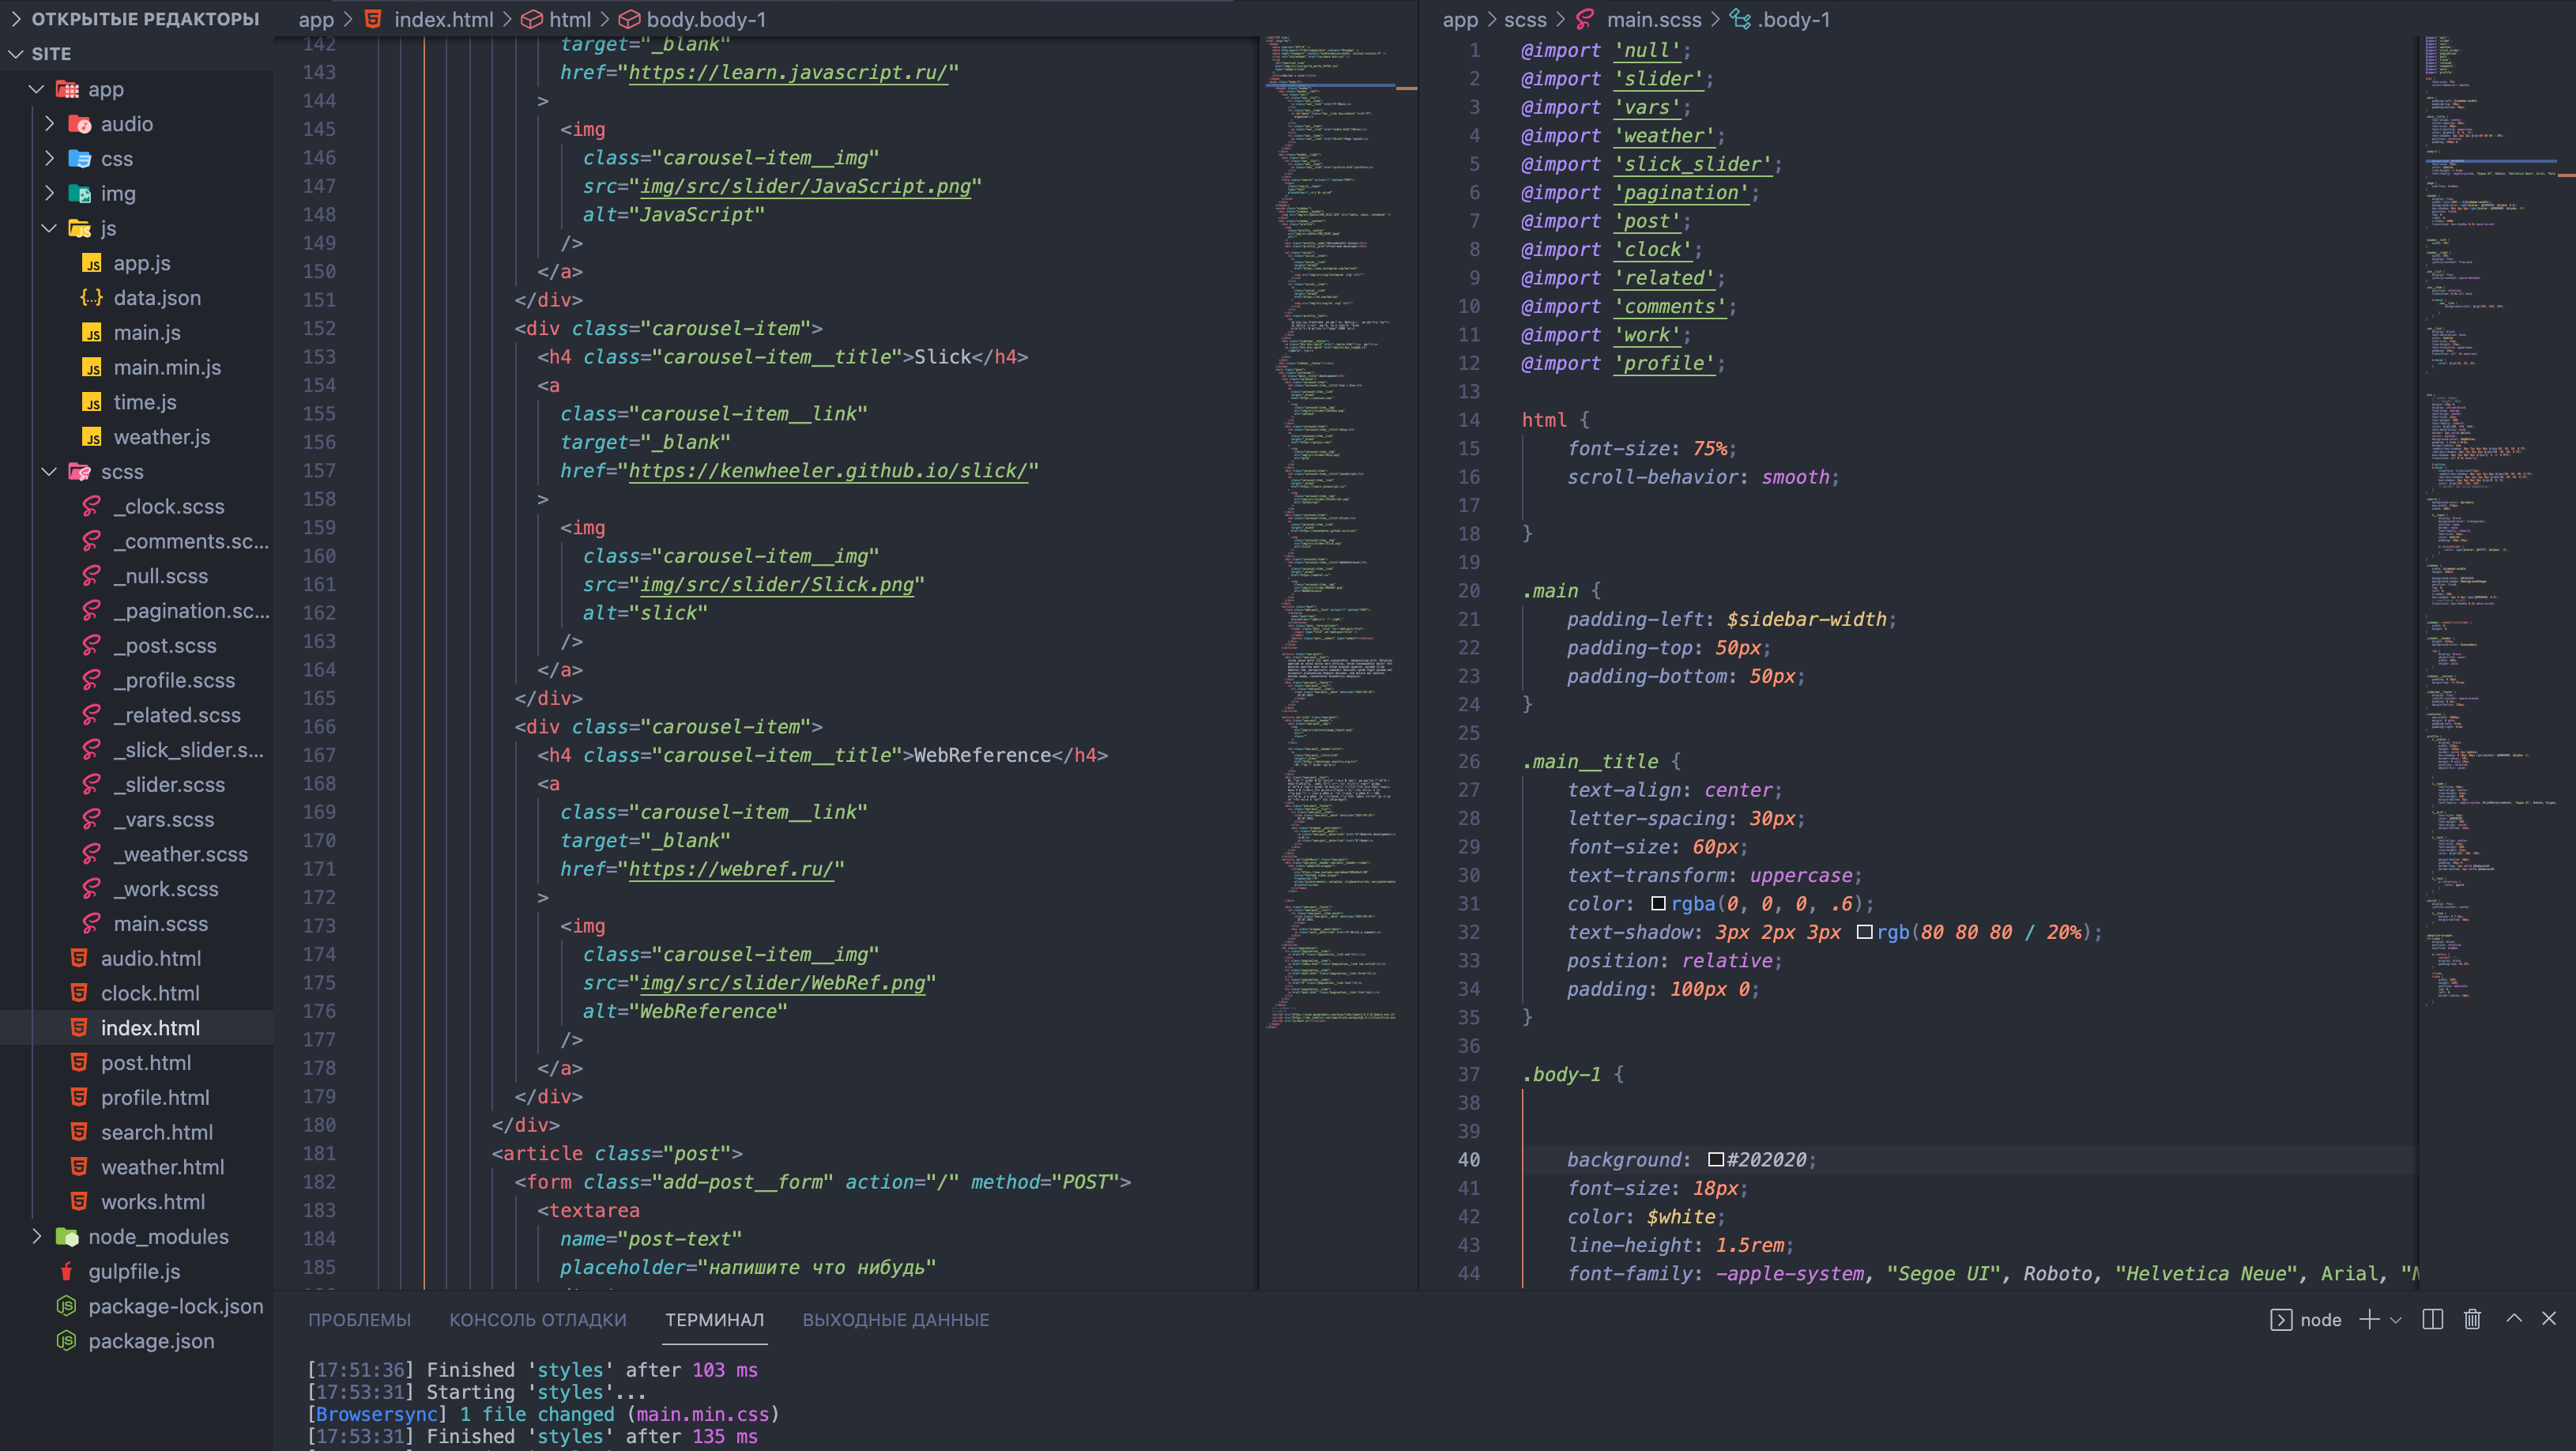 ОТКРЫТЫЕ РЕДАКТОРЫ
SITE
app
audio
css
img
js
app.js
data.json
main.js
main.min.js
time.js
weather.js
scss
_clock.scss
_comments.sc...
_null.scss
_pagination.sc...
_post.scss
_profile.scss
_related.scss
_slick_slider.s...
_slider.scss
_vars.scss
_weather.scss
_work.scss
main.scss
audio.html
clock.html
index.html
post.html
profile.html
search.html
weather.html
works.html
node_modules
gulpfile.js
package-lock.json
package.json
app > index.html > html > body.body-1
142 target="_blank"
143 href="https://learn.javascript.ru/"
144 >
145 <img
146 class="carousel-item__img"
147 src="img/src/slider/JavaScript.png"
148 alt="JavaScript"
149 />
150 </a>
151 </div>
152 <div class="carousel-item">
153 <h4 class="carousel-item__title">Slick</h4>
154 <a
155 class="carousel-item__link"
156 target="_blank"
157 href="https://kenwheeler.github.io/slick/"
158 >
159 <img
160 class="carousel-item__img"
161 src="img/src/slider/Slick.png"
162 alt="slick"
163 />
164 </a>
165 </div>
166 <div class="carousel-item">
167 <h4 class="carousel-item__title">WebReference</h4>
168 <a
169 class="carousel-item__link"
170 target="_blank"
171 href="https://webref.ru/"
172 >
173 <img
174 class="carousel-item__img"
175 src="img/src/slider/WebRef.png"
176 alt="WebReference"
177 />
178 </a>
179 </div>
180 </div>
181 <article class="post">
182 <form class="add-post__form" action="/" method="POST">
183 <textarea
184 name="post-text"
185 placeholder="напишите что нибудь"
app > scss > main.scss > .body-1
1 @import 'null';
2 @import 'slider';
3 @import 'vars';
4 @import 'weather';
5 @import 'slick_slider';
6 @import 'pagination';
7 @import 'post';
8 @import 'clock';
9 @import 'related';
10 @import 'comments';
11 @import 'work';
12 @import 'profile';
13
14 html {
15 font-size: 75%;
16 scroll-behavior: smooth;
17
18 }
19
20 .main {
21 padding-left: $sidebar-width;
22 padding-top: 50px;
23 padding-bottom: 50px;
24 }
25
26 .main__title {
27 text-align: center;
28 letter-spacing: 30px;
29 font-size: 60px;
30 text-transform: uppercase;
31 color: rgba(0, 0, 0, .6);
32 text-shadow: 3px 2px 3px rgb(80 80 80 / 20%);
33 position: relative;
34 padding: 100px 0;
35 }
36
37 .body-1 {
38
39
40 background: #202020;
41 font-size: 18px;
42 color: $white;
43 line-height: 1.5rem;
44 font-family: -apple-system, "Segoe UI", Roboto, "Helvetica Neue", Arial, "N
ПРОБЛЕМЫ КОНСОЛЬ ОТЛАДКИ ТЕРМИНАЛ ВЫХОДНЫЕ ДАННЫЕ
node
[17:51:36] Finished 'styles' after 103 ms
[17:53:31] Starting 'styles'...
[Browsersync] 1 file changed (main.min.css)
[17:53:31] Finished 'styles' after 135 ms